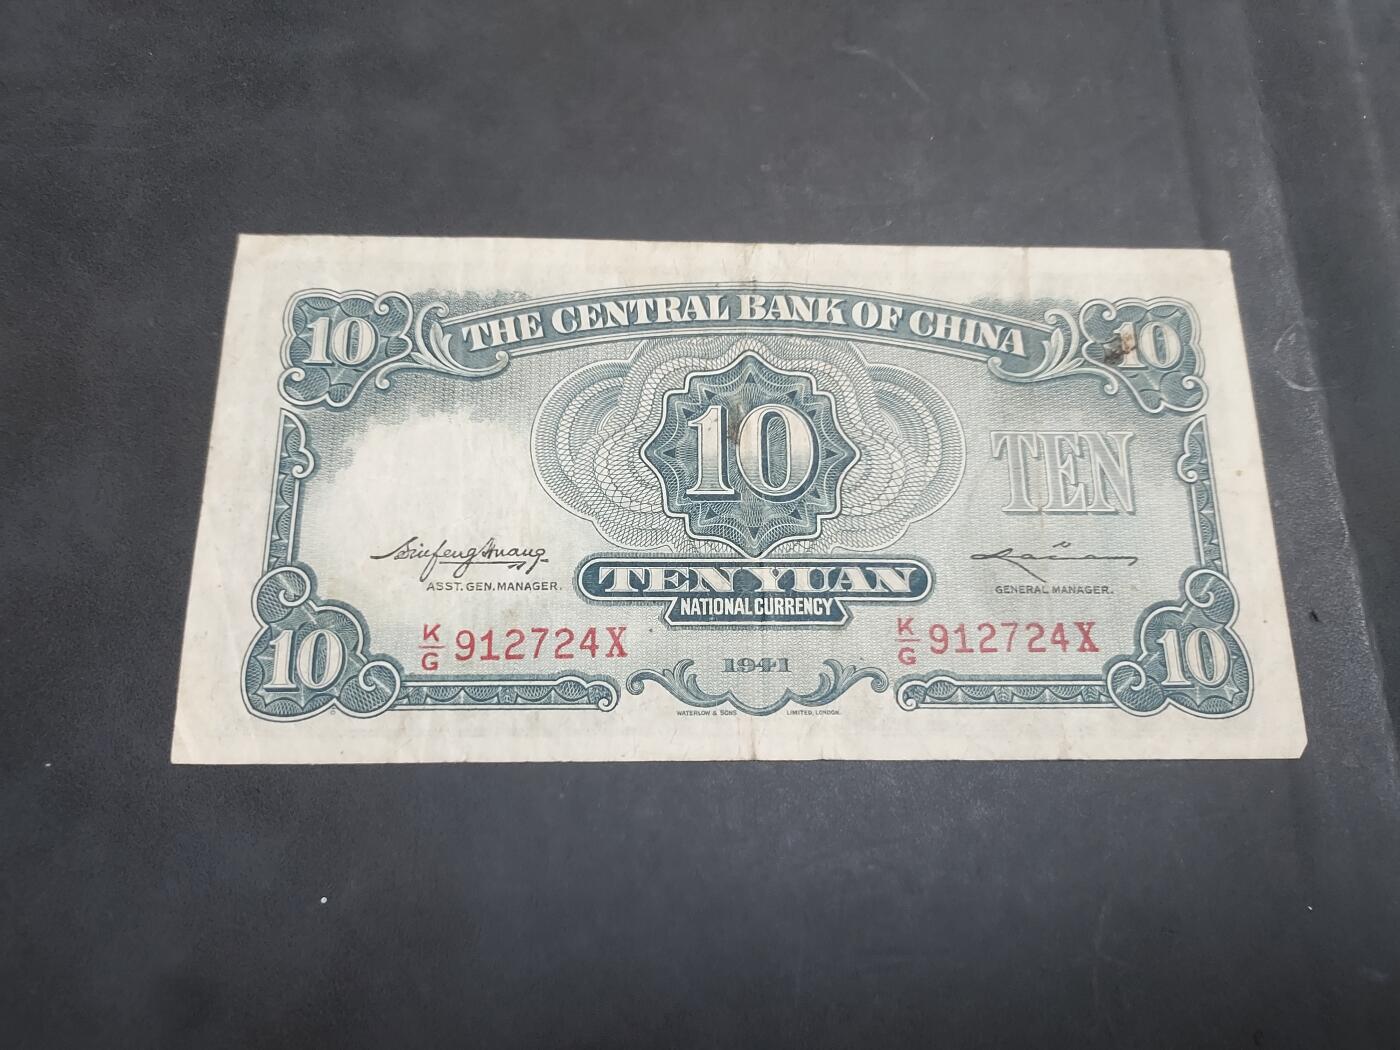 THE CENTRAL BANK OF CHINA
10 10
10
TEN
ASST. GEN. MANAGER.
GENERAL MANAGER.
TEN YUAN
NATIONAL CURRENCY
K/G 912724X
K/G 912724X
1941
10 10
WATERLOW & SONS LIMITED, LONDON.